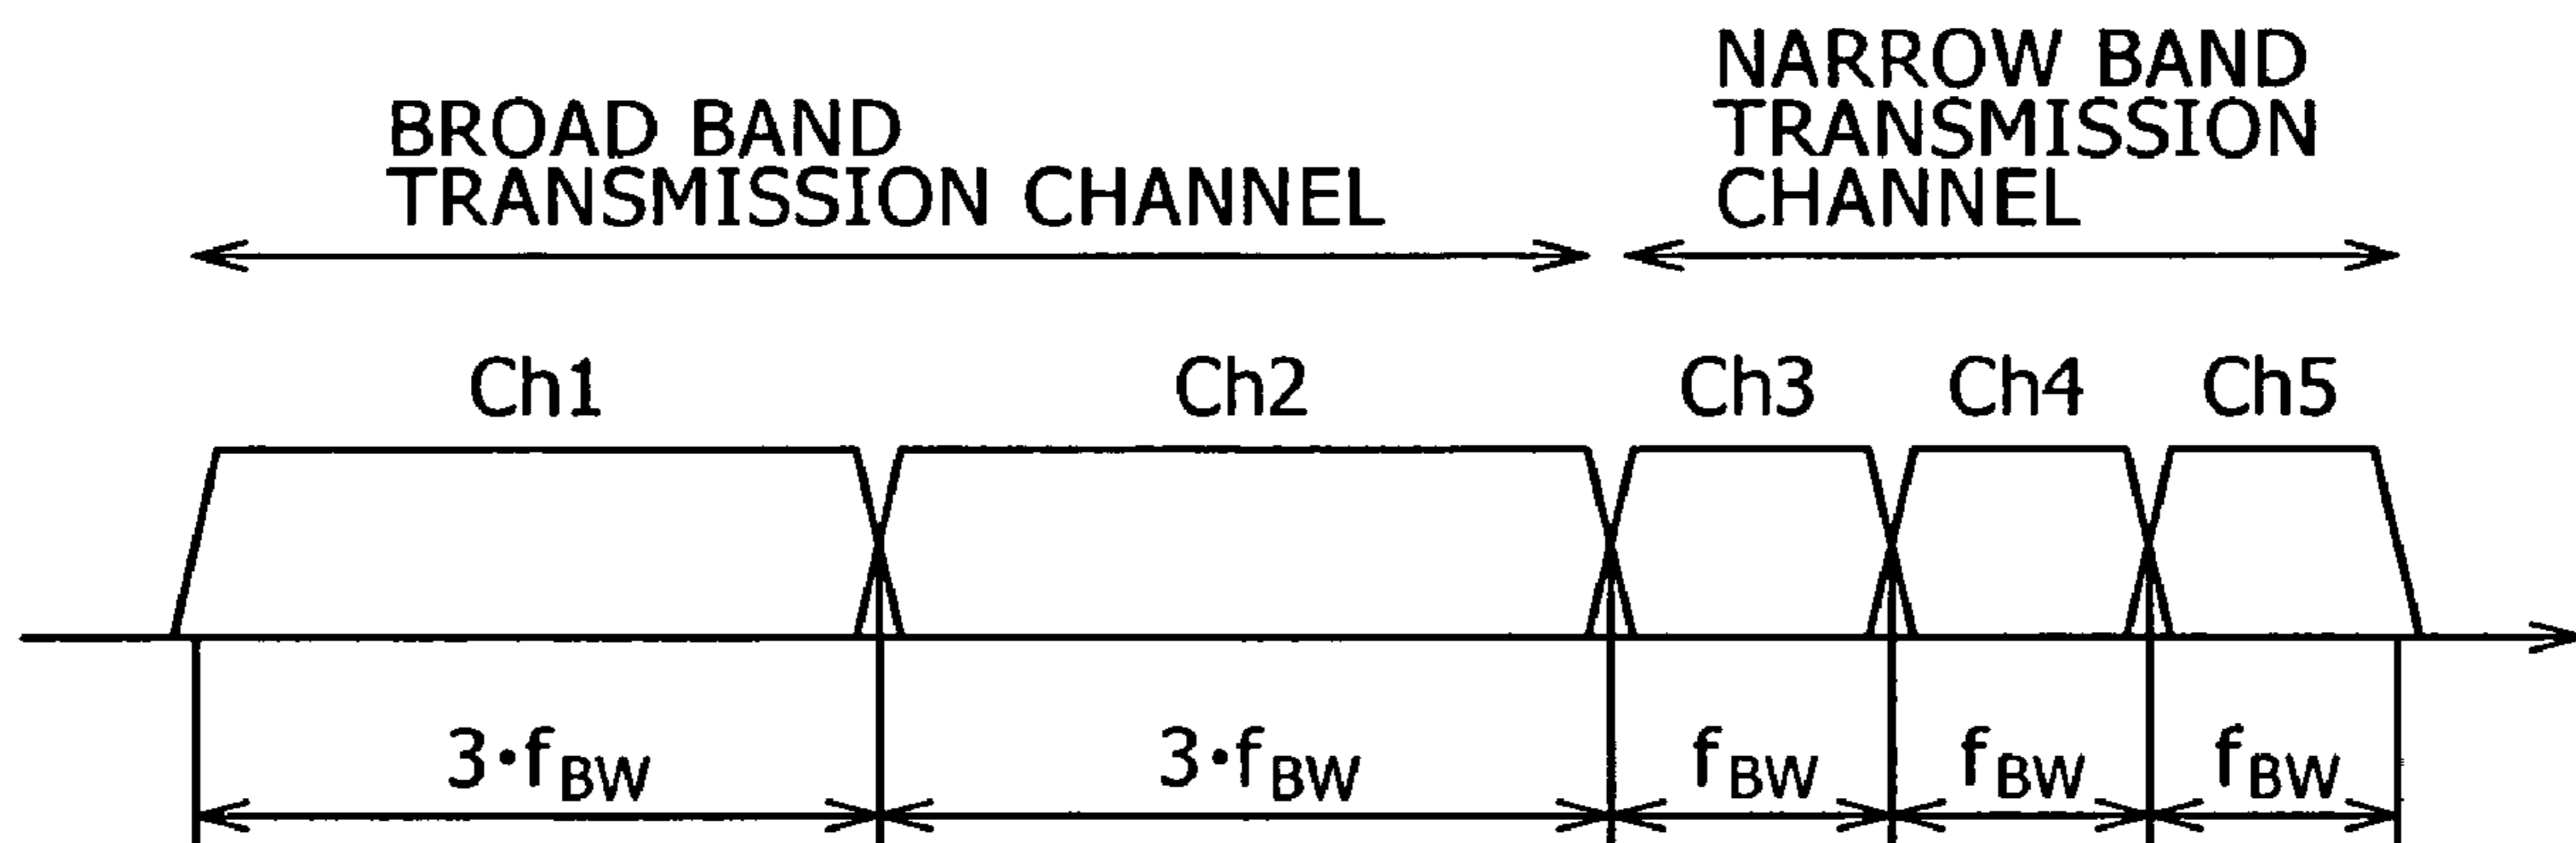 BROAD BAND
TRANSMISSION CHANNEL
NARROW BAND
TRANSMISSION
CHANNEL
Ch1
Ch2
Ch3
Ch4
Ch5
3·fBW
3·fBW
fBW
fBW
fBW